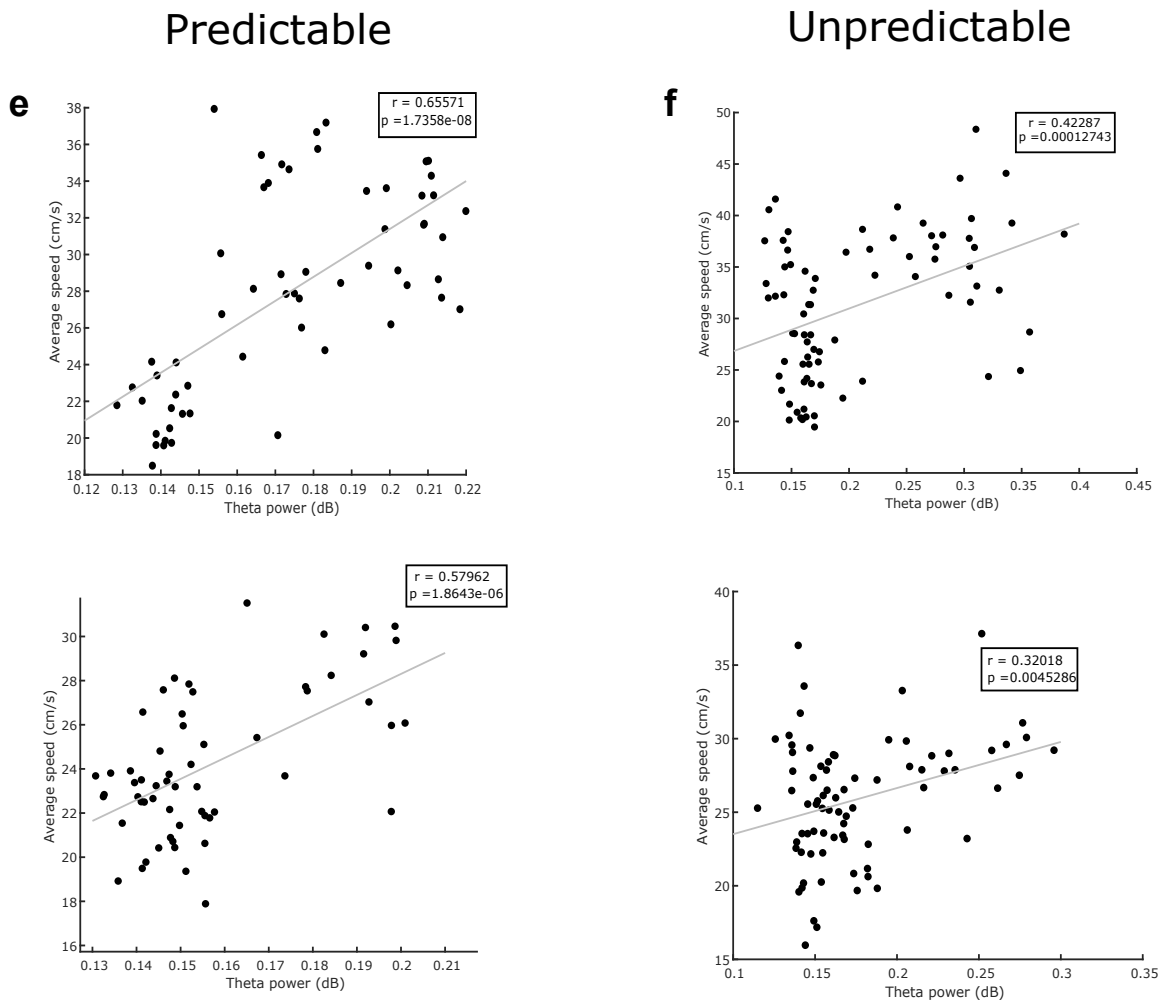 Predictable
Unpredictable
e
r = 0.65571
p =1.7358e-08
38
36
34
32
30
28
26
24
22
20
18
Average speed (cm/s)
0.12 0.13 0.14 0.15 0.16 0.17 0.18 0.19 0.20 0.21 0.22
Theta power (dB)
f
r = 0.42287
p =0.00012743
50
45
40
35
30
25
20
15
Average speed (cm/s)
0.1 0.15 0.2 0.25 0.3 0.35 0.4 0.45
Theta power (dB)
r = 0.57962
p =1.8643e-06
30
28
26
24
22
20
18
16
Average speed (cm/s)
0.13 0.14 0.15 0.16 0.17 0.18 0.19 0.2 0.21
Theta power (dB)
r = 0.32018
p =0.0045286
40
35
30
25
20
15
Average speed (cm/s)
0.1 0.15 0.2 0.25 0.3 0.35
Theta power (dB)